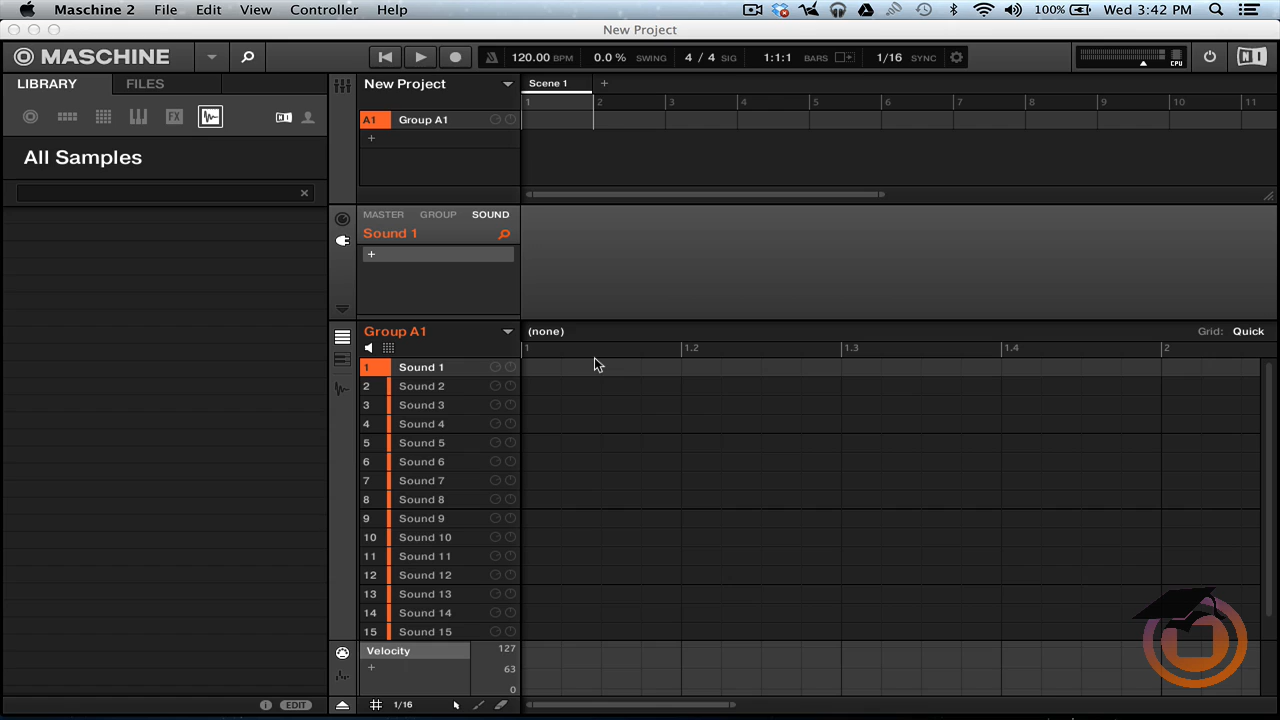 Maschine 2 File Edit View Controller Help 100% Wed 3:42 PM
New Project
MASCHINE 120.00 BPM 0.0 % SWING 4 / 4 SIG 1:1:1 BARS 1/16 SYNC CPU
LIBRARY FILES New Project Scene 1 +
1 2 3 4 5 6 7 8 9 10 11
FX
A1 Group A1
+
All Samples
MASTER GROUP SOUND
Sound 1
+
Group A1 (none) Grid: Quick
1 1.2 1.3 1.4 2
1 Sound 1
2 Sound 2
3 Sound 3
4 Sound 4
5 Sound 5
6 Sound 6
7 Sound 7
8 Sound 8
9 Sound 9
10 Sound 10
11 Sound 11
12 Sound 12
13 Sound 13
14 Sound 14
15 Sound 15
Velocity 127
+ 63
0
i EDIT 1/16